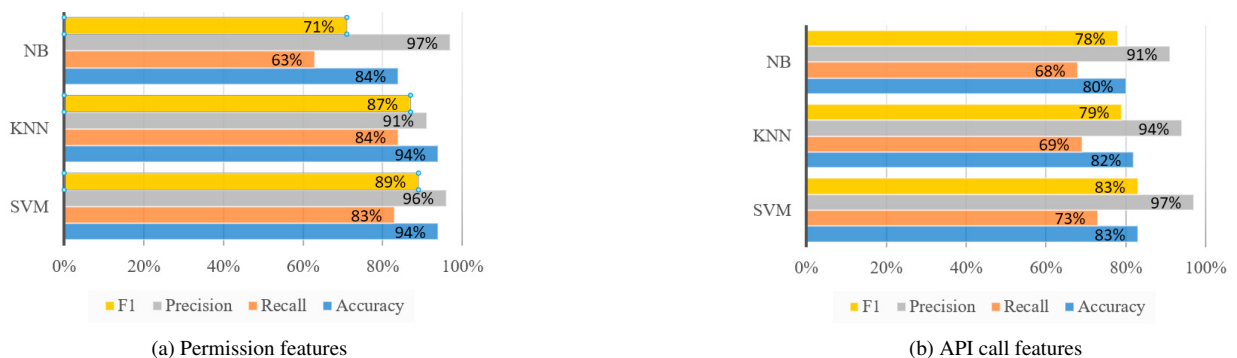 NB
71%
97%
63%
84%
KNN
87%
91%
84%
94%
SVM
89%
96%
83%
94%
0% 20% 40% 60% 80% 100%
F1 Precision Recall Accuracy
(a) Permission features
NB
78%
91%
68%
80%
KNN
79%
94%
69%
82%
SVM
83%
97%
73%
83%
0% 20% 40% 60% 80% 100%
F1 Precision Recall Accuracy
(b) API call features